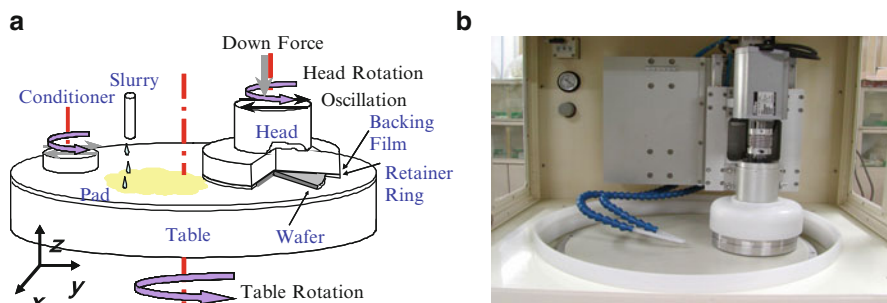 a
b
Down Force
Slurry
Head Rotation
Conditioner
Oscillation
Head
Backing
Film
Retainer
Ring
Pad
Table
Wafer
z
y
x
Table Rotation